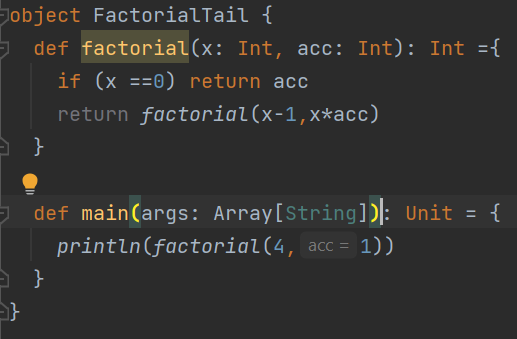 object FactorialTail {
  def factorial(x: Int, acc: Int): Int ={
    if (x ==0) return acc
    return factorial(x-1,x*acc)
  }

  def main(args: Array[String]): Unit = {
    println(factorial(4, acc = 1))
  }
}